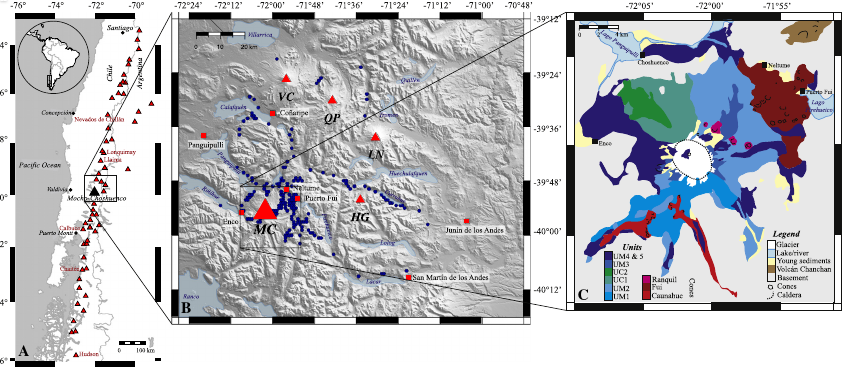 -76° -74° -72° -70°
Santiago
Chile
Argentina
Concepción
Nevados de Chillán
Lonquimay
Llaima
Pacific Ocean
Valdivia
Mocho-Choshuenco
Calbuco
Puerto Montt
Chaitén
Hudson
0 100
km
A
-72°24' -72°12' -72°00' -71°48' -71°36' -71°24' -71°12' -71°00' -70°48'
-39°12'
-39°24'
-39°36'
-39°48'
-40°00'
-40°12'
Villarrica
0 10 20
km
VC
QP
Quillén
Calafquén
Coñaripe
Tromen
Panguipulli
LN
Huechulafquen
Neltume
Puerto Fui
Enco
MC
HG
Junín de los Andes
Lolog
San Martín de los Andes
Lácar
Ranco
B
72°05' 72°00' 71°55'
Lago Panguipulli
Choshuenco
Neltume
Puerto Fui
Lago
Pirehueico
Enco
Units
UM4 & 5
UM3
UC2
UC1
UM2
UM1
Ranquil
Fui
Caanahue
Cones
Legend
Glacier
Lake/river
Young sediments
Volcán Chanchan
Basement
Cones
Caldera
C